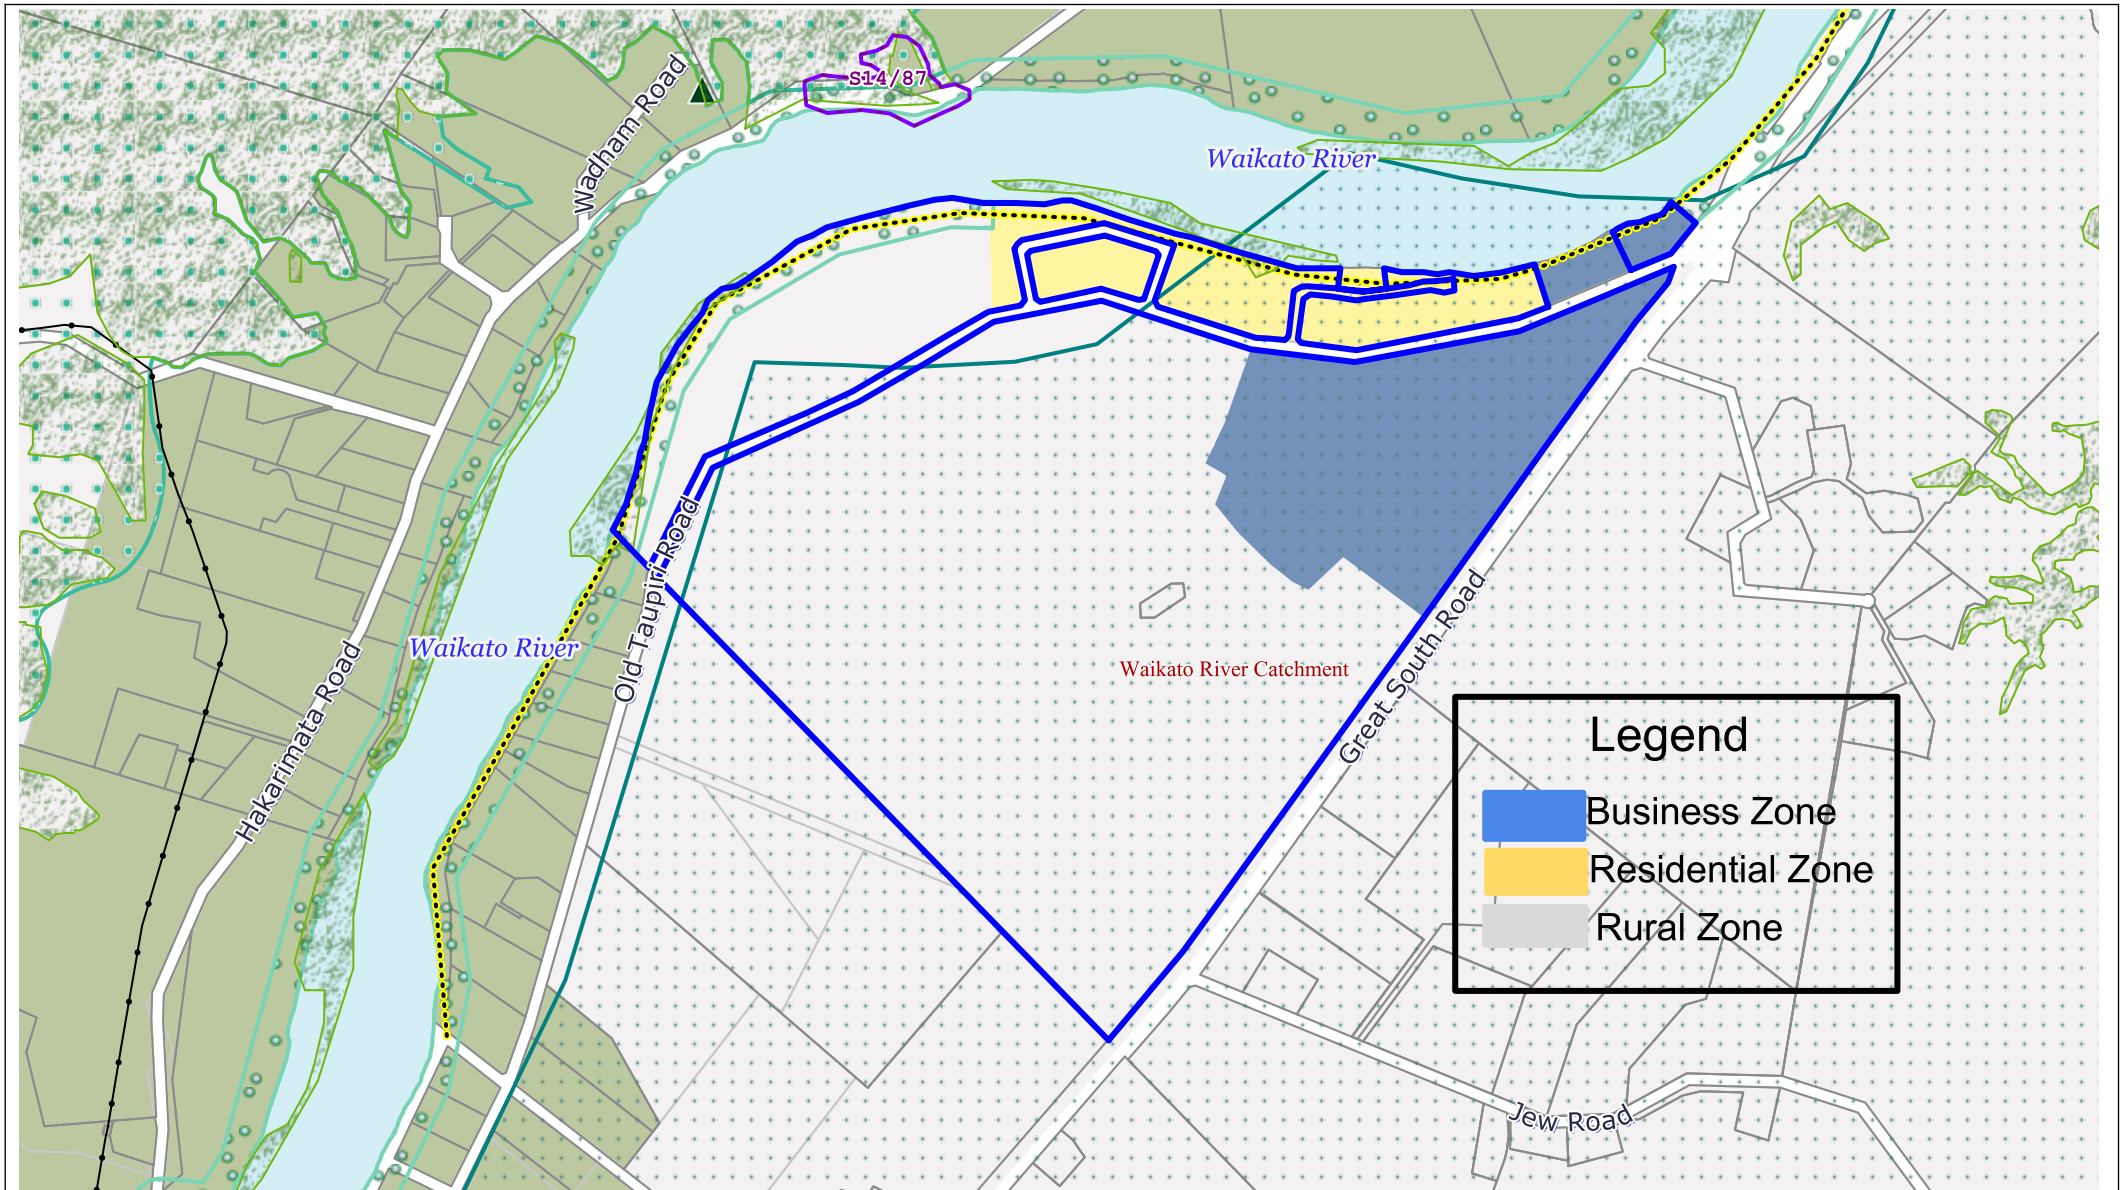 S14/87
Wadham Road
Waikato River
Old Taupiri Road
Waikato River
Hakarimata Road
Waikato River Catchment
Great South Road
Legend
Business Zone
Residential Zone
Rural Zone
Jew Road